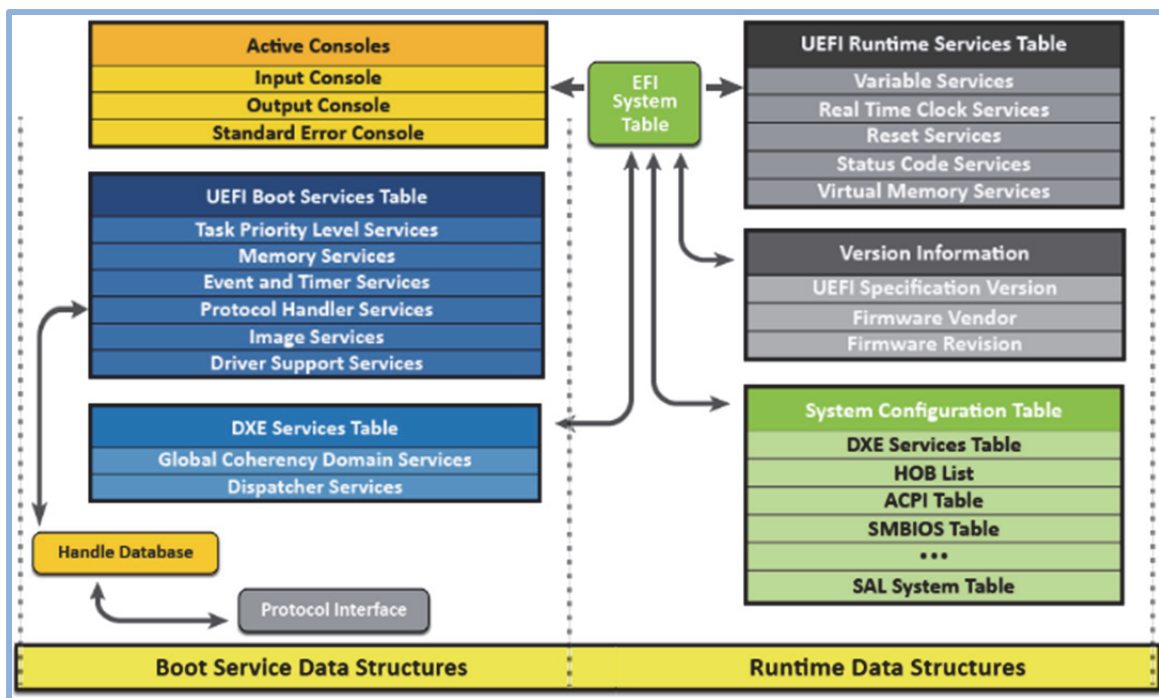 Active Consoles
Input Console
Output Console
Standard Error Console
EFI
System
Table
UEFI Runtime Services Table
Variable Services
Real Time Clock Services
Reset Services
Status Code Services
Virtual Memory Services
UEFI Boot Services Table
Task Priority Level Services
Memory Services
Event and Timer Services
Protocol Handler Services
Image Services
Driver Support Services
Version Information
UEFI Specification Version
Firmware Vendor
Firmware Revision
DXE Services Table
Global Coherency Domain Services
Dispatcher Services
System Configuration Table
DXE Services Table
HOB List
ACPI Table
SMBIOS Table
•••
SAL System Table
Handle Database
Protocol Interface
Boot Service Data Structures
Runtime Data Structures